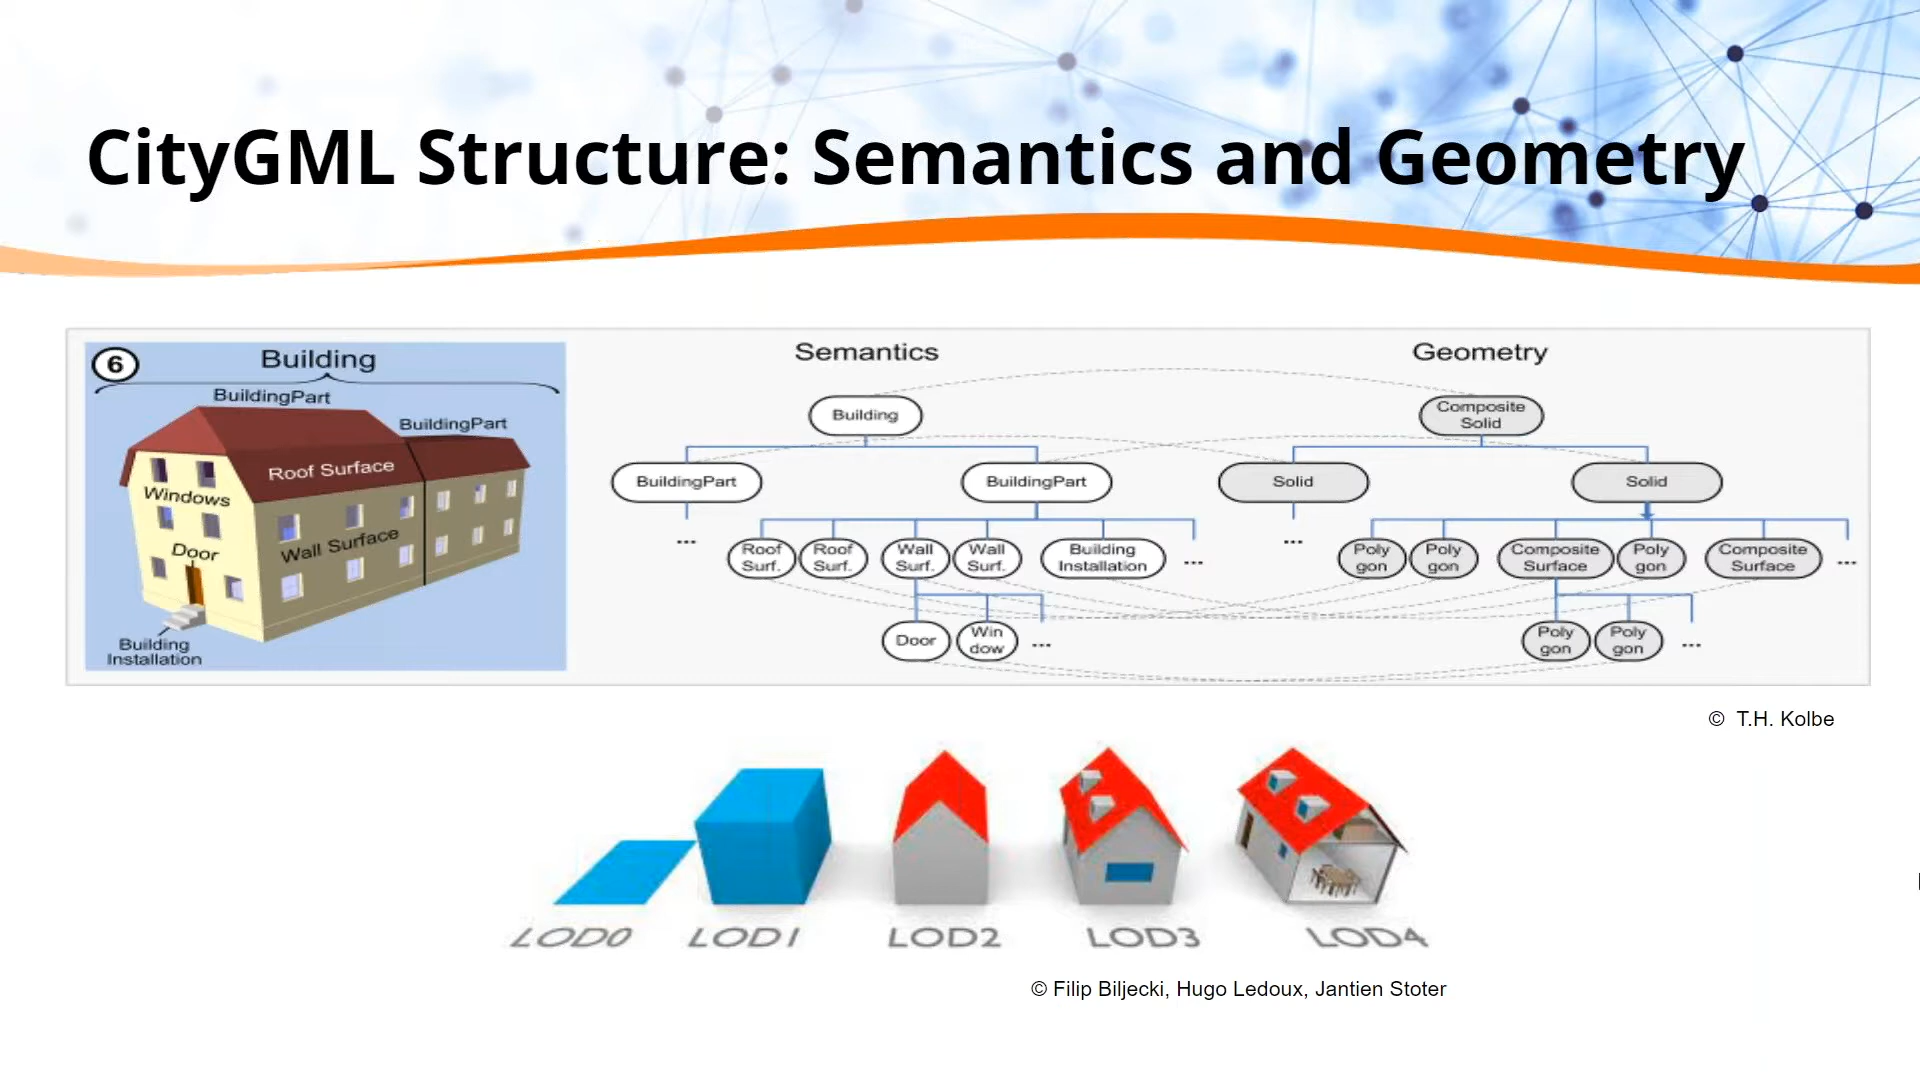 CityGML Structure: Semantics and Geometry
6
Building
BuildingPart
BuildingPart
Roof Surface
Windows
Wall Surface
Door
Building
Installation
Semantics
Building
BuildingPart
BuildingPart
...
Roof
Surf.
Roof
Surf.
Wall
Surf.
Wall
Surf.
Building
Installation
...
Door
Win
dow
...
Geometry
Composite
Solid
Solid
Solid
...
Poly
gon
Poly
gon
Composite
Surface
Poly
gon
Composite
Surface
...
Poly
gon
Poly
gon
...
© T.H. Kolbe
LOD0
LOD1
LOD2
LOD3
LOD4
© Filip Biljecki, Hugo Ledoux, Jantien Stoter